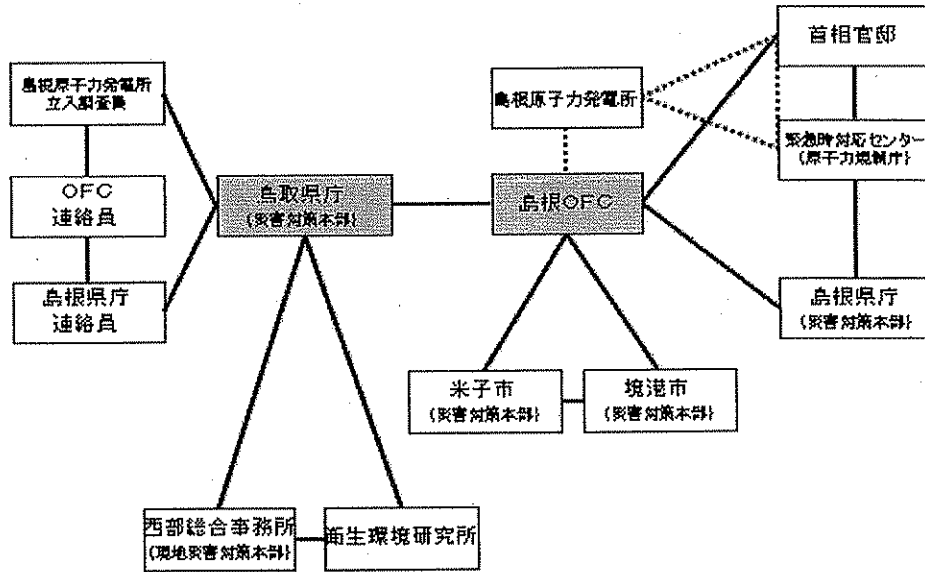 首相官邸
島根原子力発電所
立入調査員
島根原子力発電所
緊急時対応センター
(原子力規制庁)
OFC
連絡員
鳥取県庁
(災害対策本部)
島根OFC
島根県庁
連絡員
島根県庁
(災害対策本部)
米子市
(災害対策本部)
境港市
(災害対策本部)
西部総合事務所
(現地災害対策本部)
衛生環境研究所